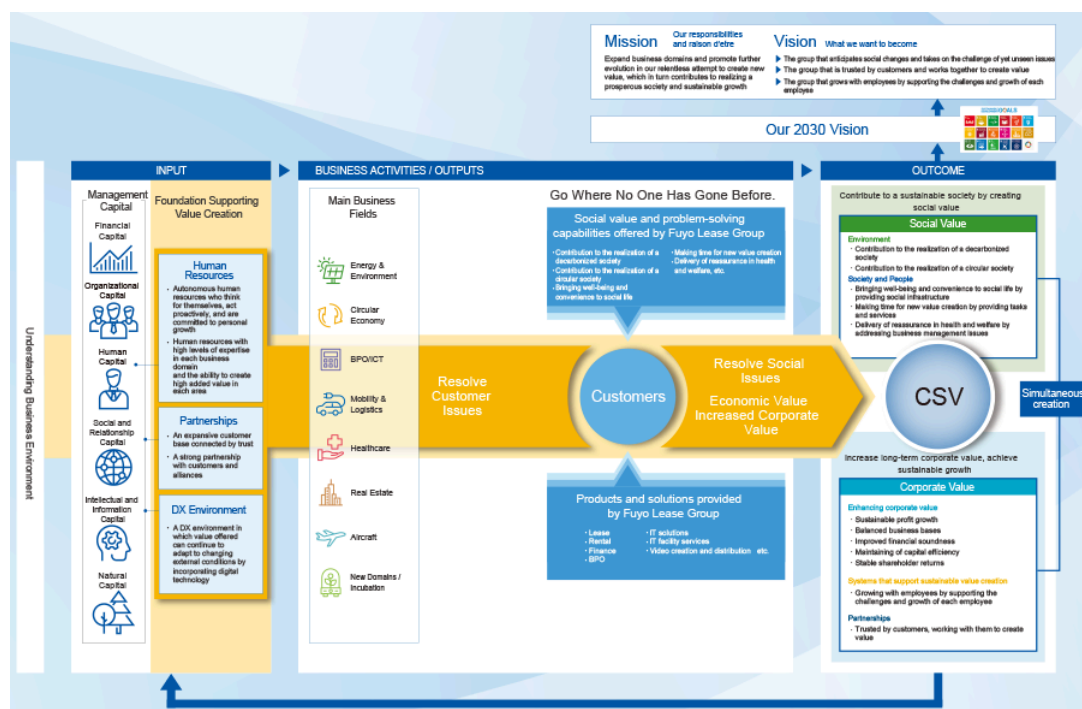 Mission
Our responsibilities
and raison d'etre
Expand business domains and promote further
evolution in our relentless attempt to create new
value, which in turn contributes to realizing a
prosperous society and sustainable growth
Vision
What we want to become
The group that anticipates social changes and takes on the challenge of yet unseen issues
The group that is trusted by customers and works together to create value
The group that grows with employees by supporting the challenges and growth of each
employee
Our 2030 Vision
GOALS
Understanding Business Environment
INPUT
Management
Capital
Financial
Capital
Organizational
Capital
Human
Capital
Social and
Relationship
Capital
Intellectual and
Information
Capital
Natural
Capital
Foundation Supporting
Value Creation
Human
Resources
・ Autonomous human
resources who think
for themselves, act
proactively, and are
committed to personal
growth
・ Human resources with
high levels of expertise
in each business
domain
and the ability to create
high added value in
each area
Partnerships
・ An expansive customer
base connected by trust
・ A strong partnership
with customers and
alliances
DX Environment
・ A DX environment in
which value offered
can continue to
adapt to changing
external conditions by
incorporating digital
technology
BUSINESS ACTIVITIES / OUTPUTS
Main Business
Fields
Energy &
Environment
Circular
Economy
BPO/ICT
Mobility &
Logistics
Healthcare
Real Estate
Aircraft
New Domains /
Incubation
Go Where No One Has Gone Before.
Social value and problem-solving
capabilities offered by Fuyo Lease Group
・Contribution to the realization of a
decarbonized society
・Contribution to the realization of a
circular society
・Bringing well-being and
convenience to social life
・Making time for new value creation
・Delivery of reassurance in health
and welfare, etc.
Resolve
Customer
Issues
Customers
Resolve Social
Issues
Economic Value
Increased Corporate
Value
Products and solutions provided
by Fuyo Lease Group
・ Lease
・ Rental
・ Finance
・ BPO
・ IT solutions
・ IT facility services
・ Video creation and distribution etc.
OUTCOME
Contribute to a sustainable society by creating
social value
Social Value
Environment
・ Contribution to the realization of a decarbonized
society
・ Contribution to the realization of a circular society
Society and People
・ Bringing well-being and convenience to social life by
providing social infrastructure
・ Making time for new value creation by providing tasks
and services
・ Delivery of reassurance in health and welfare by
addressing business management issues
CSV
Simultaneous
creation
Increase long-term corporate value, achieve
sustainable growth
Corporate Value
Enhancing corporate value
・ Sustainable profit growth
・ Balanced business bases
・ Improved financial soundness
・ Maintaining of capital efficiency
・ Stable shareholder returns
Systems that support sustainable value creation
・ Growing with employees by supporting the
challenges and growth of each employee
Partnerships
・ Trusted by customers, working with them to create
value